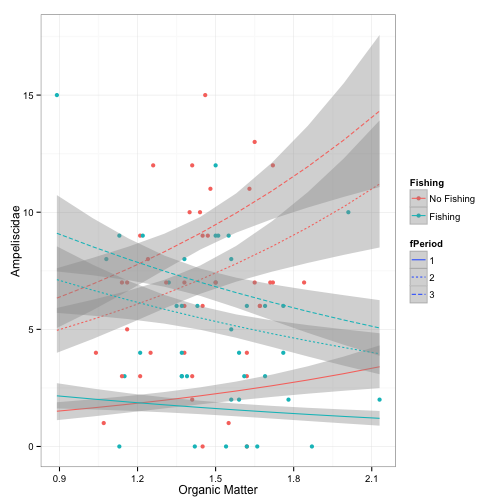 15
10
5
0
Ampeliscidae
0.9 1.2 1.5 1.8 2.1
Organic Matter
Fishing
No Fishing
Fishing
fPeriod
1
2
3